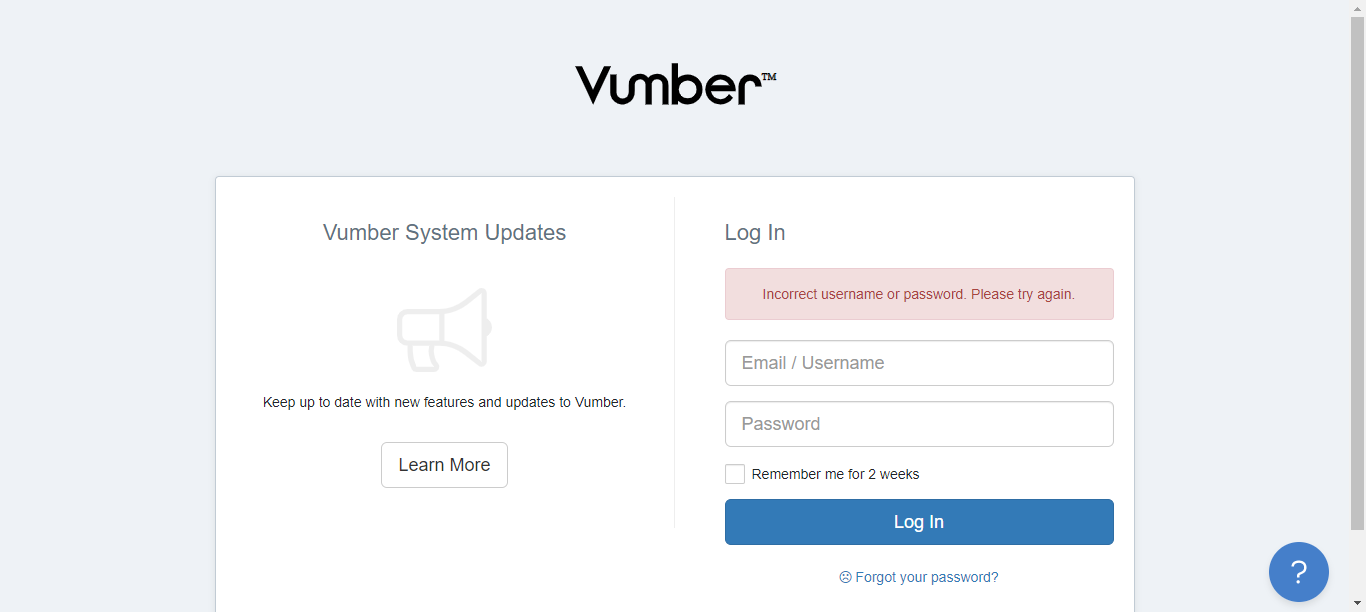 Vumber™
Vumber System Updates
Keep up to date with new features and updates to Vumber.
Learn More
Log In
Incorrect username or password. Please try again.
Email / Username
Password
Remember me for 2 weeks
Log In
Forgot your password?
?